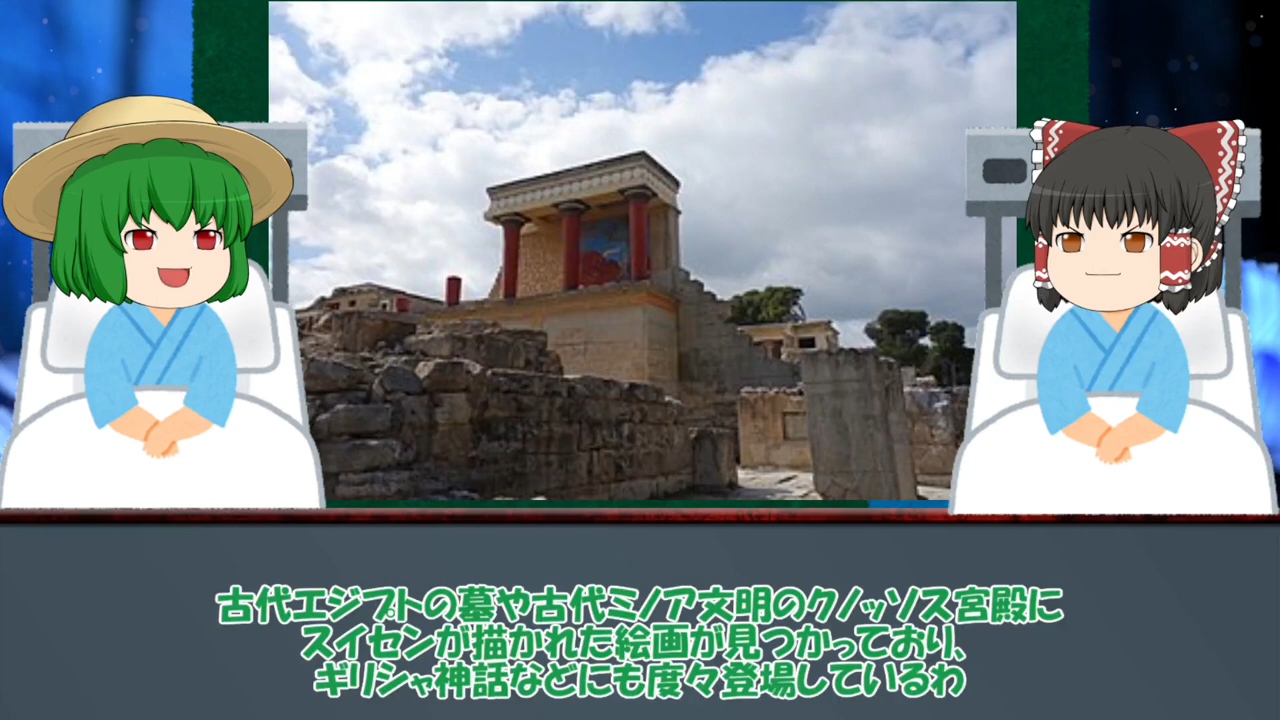 古代エジプトの墓や古代ミノア文明のクノッソス宮殿に
スイセンが描かれた絵画が見つかっており、
ギリシャ神話などにも度々登場しているわ